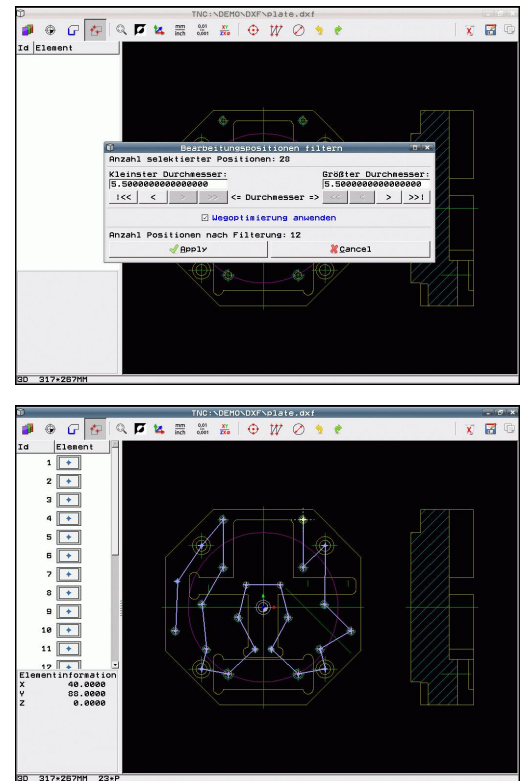 TNC:\DEMO\DXF\plate.dxf
mm
inch
0,01
0,001
XY
ZXØ
Id Element
Bearbeitungspositionen filtern
Anzahl selektierter Positionen: 28
Kleinster Durchmesser: Größter Durchmesser:
5.5000000000000000 5.5000000000000000
!<< < > >> <= Durchmesser => << < > >>!
Wegoptimierung anwenden
Anzahl Positionen nach Filterung: 12
Apply Cancel
3D 317*267MM
TNC:\DEMO\DXF\plate.dxf
mm
inch
0,01
0,001
XY
ZXØ
Id Element
1
2
3
4
5
6
7
8
9
10
11
12
Elementinformation
X 40.0000
Y 88.0000
Z 0.0000
3D 317*267MM 23*P